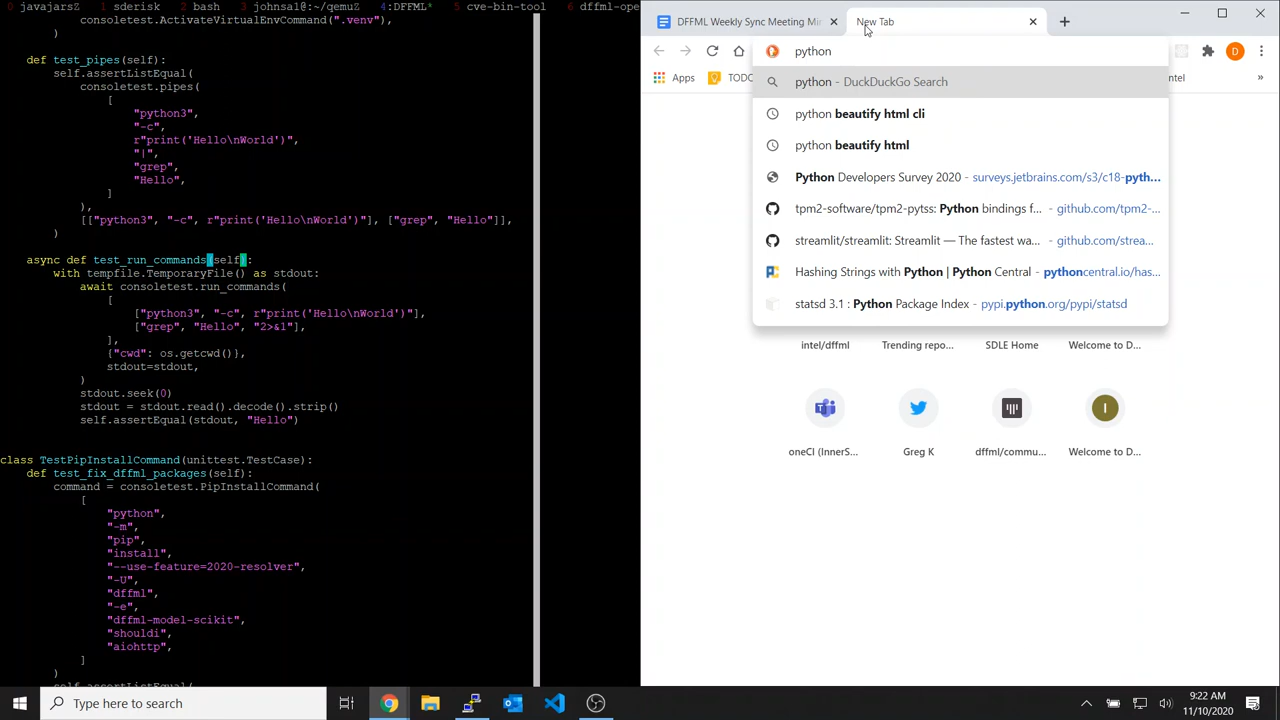 0 javajarsZ  1 sderisk  2 bash  3 johnsal@:~/qemuZ  4:DFFML*  5 cve-bin-tool  6 dffml-ope
            consoletest.ActivateVirtualEnvCommand(".venv"),
        )
    def test_pipes(self):
        self.assertListEqual(
            consoletest.pipes(
                [
                    "python3",
                    "-c",
                    r"print('Hello\nWorld')",
                    "|",
                    "grep",
                    "Hello",
                ]
            ),
            [["python3", "-c", r"print('Hello\nWorld')"], ["grep", "Hello"]],
        )
    async def test_run_commands(self):
        with tempfile.TemporaryFile() as stdout:
            await consoletest.run_commands(
                [
                    ["python3", "-c", r"print('Hello\nWorld')"],
                    ["grep", "Hello", "2>&1"],
                ],
                {"cwd": os.getcwd()},
                stdout=stdout,
            )
            stdout.seek(0)
            stdout = stdout.read().decode().strip()
            self.assertEqual(stdout, "Hello")
class TestPipInstallCommand(unittest.TestCase):
    def test_fix_dffml_packages(self):
        command = consoletest.PipInstallCommand(
            [
                "python",
                "-m",
                "pip",
                "install",
                "--use-feature=2020-resolver",
                "-U",
                "dffml",
                "-e",
                "dffml-model-scikit",
                "shouldi",
                "aiohttp",
            ]
        )
        self.assertListEqual(
DFFML Weekly Sync Meeting Min
New Tab
python
D
Apps
TODO
ntel
»
python - DuckDuckGo Search
python beautify html cli
python beautify html
Python Developers Survey 2020 - surveys.jetbrains.com/s3/c18-pyth...
tpm2-software/tpm2-pytss: Python bindings f... - github.com/tpm2-...
streamlit/streamlit: Streamlit — The fastest wa... - github.com/strea...
Hashing Strings with Python | Python Central - pythoncentral.io/has...
statsd 3.1 : Python Package Index - pypi.python.org/pypi/statsd
intel/dffml  Trending repo...  SDLE Home  Welcome to D...
I
oneCI (InnerS...  Greg K  dffml/commu...  Welcome to D...
Type here to search
9:22 AM
11/10/2020